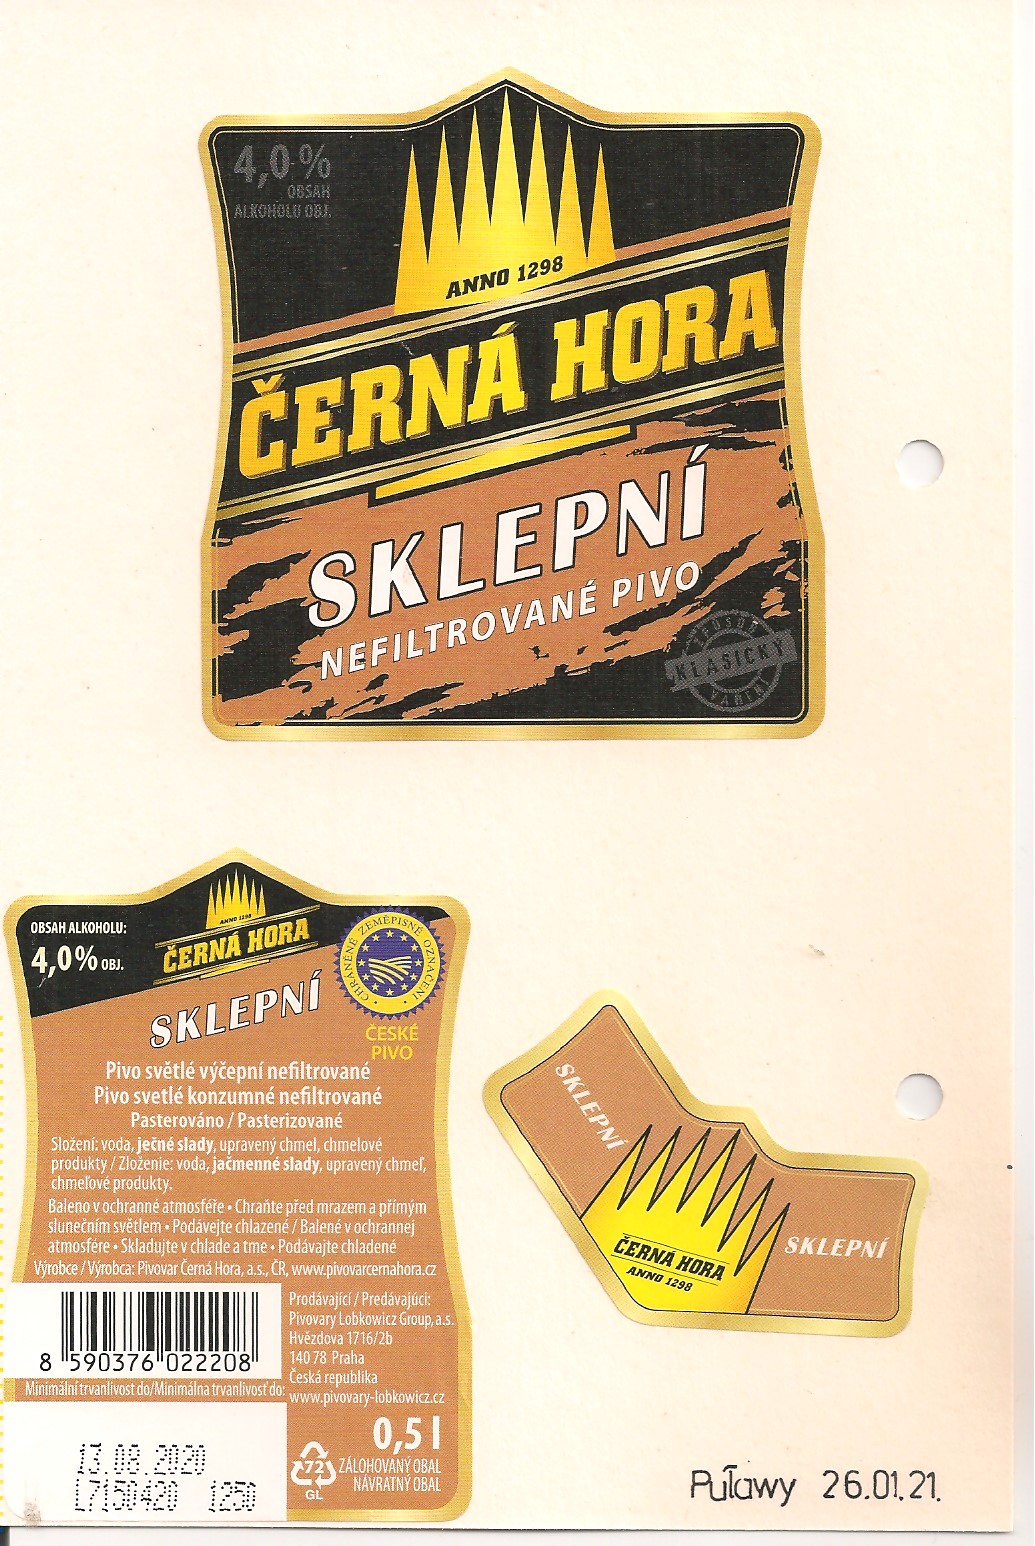 4,0 %
OBSAH
ALKOHOLU OBJ.
ANNO 1298
ČERNÁ HORA
SKLEPNÍ
NEFILTROVANÉ PIVO
ZPŮSOB
KLASICKÝ
VAŘENÍ
OBSAH ALKOHOLU:
4,0% OBJ.
ANNO 1298
ČERNÁ HORA
SKLEPNÍ
CHRÁNĚNÉ ZEMĚPISNÉ OZNAČENÍ
ČESKÉ
PIVO
Pivo světlé výčepní nefiltrované
Pivo svetlé konzumné nefiltrované
Pasterováno / Pasterizované
Složení: voda, ječné slady, upravený chmel, chmelové
produkty / Zloženie: voda, jačmenné slady, upravený chmeľ,
chmeľové produkty.
Baleno v ochranné atmosféře • Chraňte před mrazem a přímým
slunečním světlem • Podávejte chlazené / Balené v ochrannej
atmosfére • Skladujte v chlade a tme • Podávajte chladené
Výrobce / Výrobca: Pivovar Černá Hora, a.s., ČR, www.pivovarcernahora.cz
Prodávající / Predávajúci:
Pivovary Lobkowicz Group, a.s.
Hvězdova 1716/2b
140 78 Praha
Česká republika
www.pivovary-lobkowicz.cz
8 590376 022208
Minimální trvanlivost do/Minimálna trvanlivosť do:
13.08.2020
L7150420 1250
0,5 l
72
GL
ZÁLOHOVANÝ OBAL
NÁVRATNÝ OBAL
SKLEPNÍ
ČERNÁ HORA
ANNO 1298
SKLEPNÍ
Puławy 26.01.21.